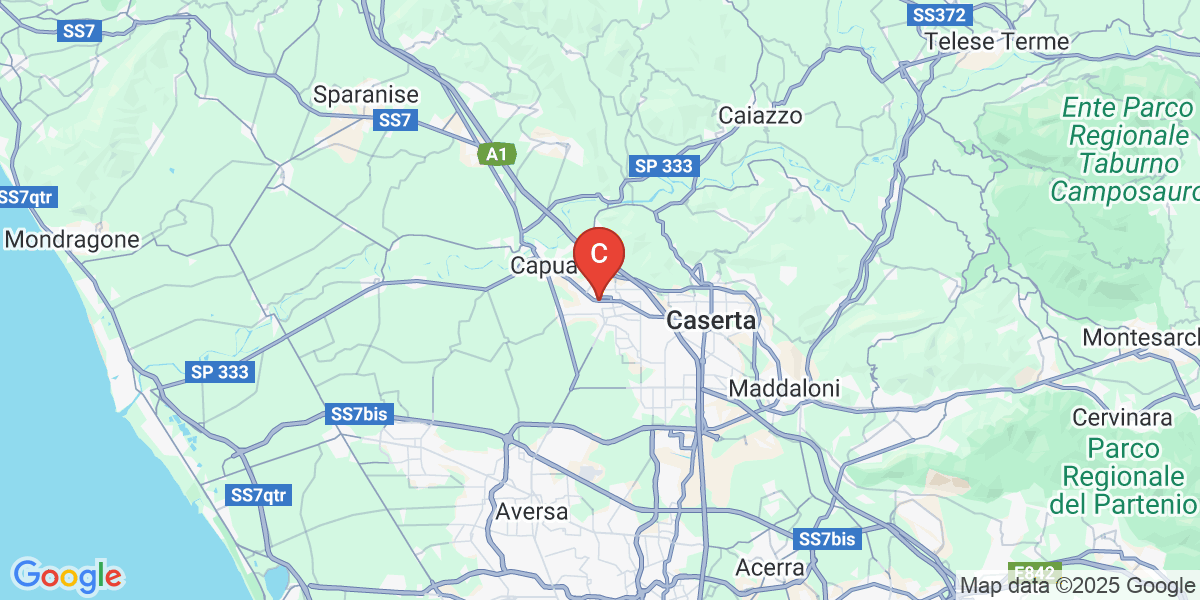 SS372
SS7
Telese Terme
Sparanise
SS7
Caiazzo
Ente Parco
Regionale
Taburno
Camposauro
A1
SP 333
SS7qtr
Mondragone
C
Capua
Caserta
Montesarch
SP 333
Maddaloni
SS7bis
Cervinara
Parco
Regionale
del Partenio
SS7qtr
Aversa
SS7bis
Acerra
E842
Google
Map data ©2025 Google